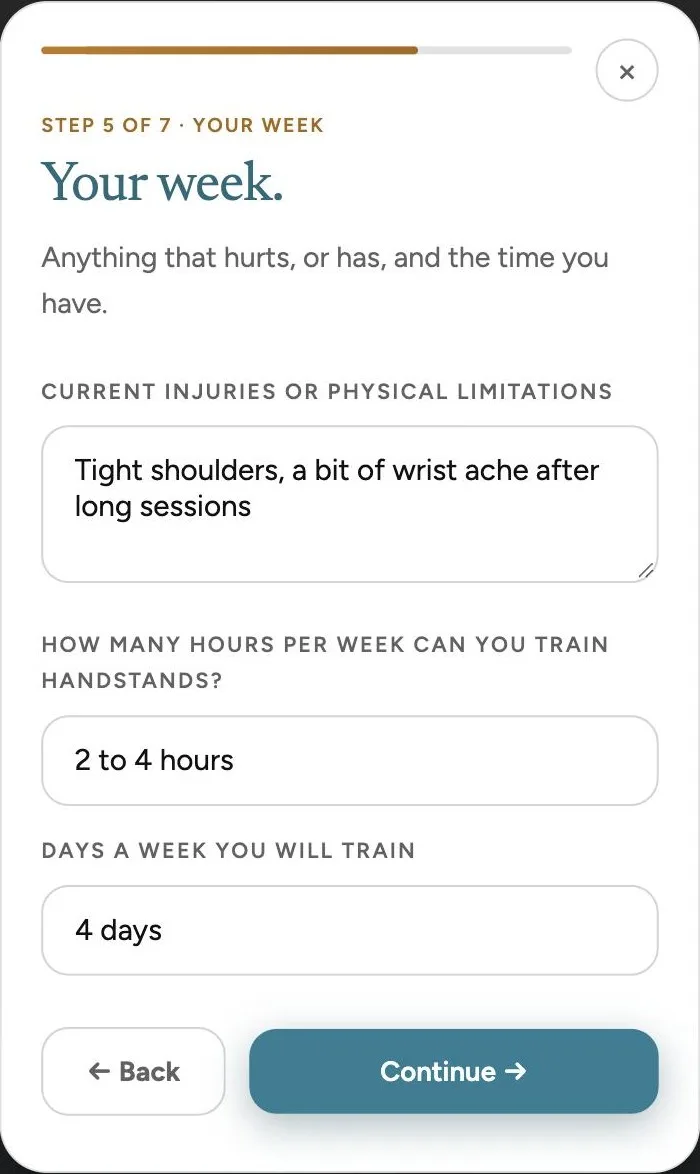 ×
STEP 5 OF 7 · YOUR WEEK
Your week.
Anything that hurts, or has, and the time you
have.
CURRENT INJURIES OR PHYSICAL LIMITATIONS
Tight shoulders, a bit of wrist ache after
long sessions
HOW MANY HOURS PER WEEK CAN YOU TRAIN
HANDSTANDS?
2 to 4 hours
DAYS A WEEK YOU WILL TRAIN
4 days
← Back
Continue →